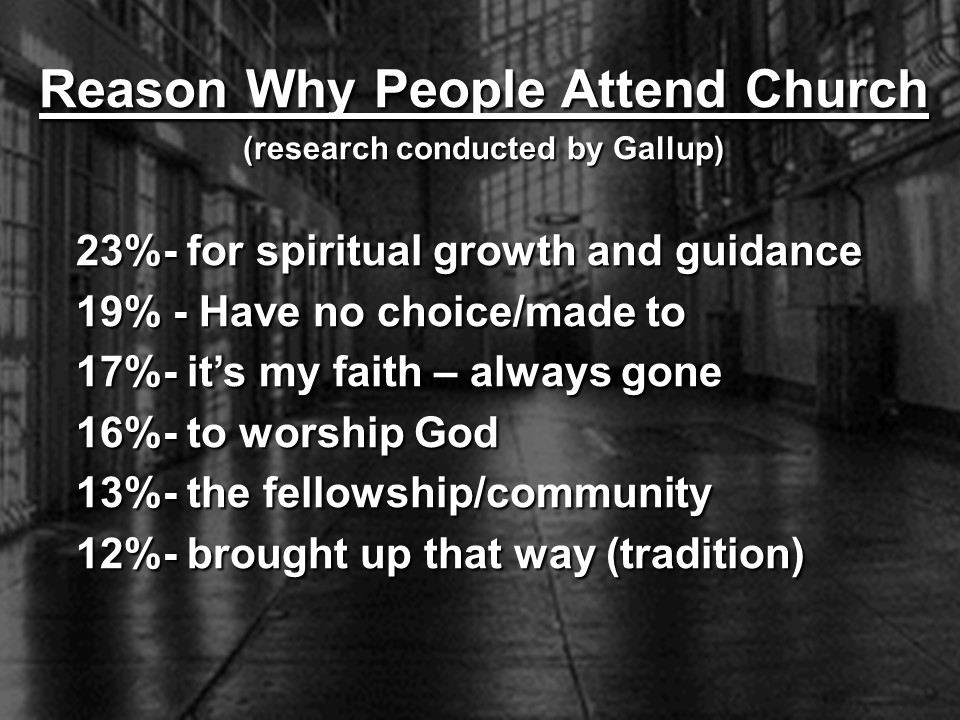 Reason Why People Attend Church
(research conducted by Gallup)
23%- for spiritual growth and guidance
19% - Have no choice/made to
17%- it’s my faith – always gone
16%- to worship God
13%- the fellowship/community
12%- brought up that way (tradition)